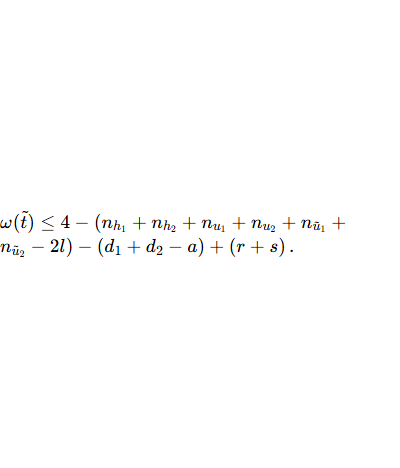 ω(t̃) ≤ 4 − (n_{h_1} + n_{h_2} + n_{u_1} + n_{u_2} + n_{ũ_1} +
n_{ũ_2} − 2l) − (d_1 + d_2 − a) + (r + s) .